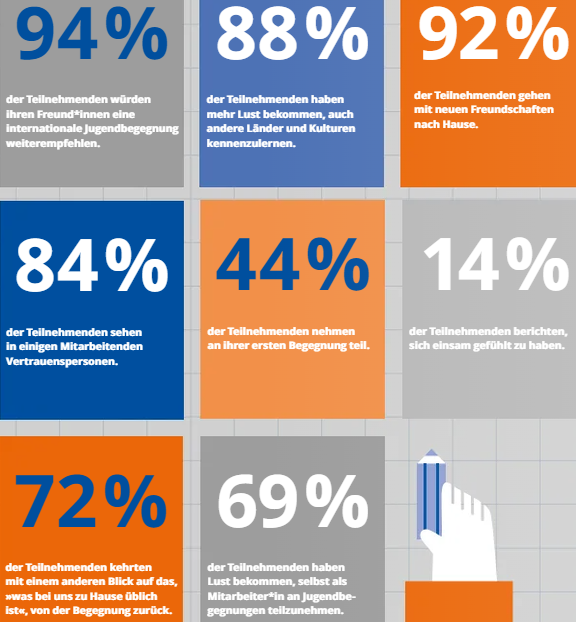 94 %
der Teilnehmenden würden
ihren Freund*innen eine
internationale Jugendbegegnung
weiterempfehlen.
88 %
der Teilnehmenden haben
mehr Lust bekommen, auch
andere Länder und Kulturen
kennenzulernen.
92 %
der Teilnehmenden gehen
mit neuen Freundschaften
nach Hause.
84 %
der Teilnehmenden sehen
in einigen Mitarbeitenden
Vertrauenspersonen.
44 %
der Teilnehmenden nehmen
an ihrer ersten Begegnung teil.
14 %
der Teilnehmenden berichten,
sich einsam gefühlt zu haben.
72 %
der Teilnehmenden kehrten
mit einem anderen Blick auf das,
»was bei uns zu Hause üblich
ist«, von der Begegnung zurück.
69 %
der Teilnehmenden haben
Lust bekommen, selbst als
Mitarbeiter*in an Jugendbe-
gegnungen teilzunehmen.